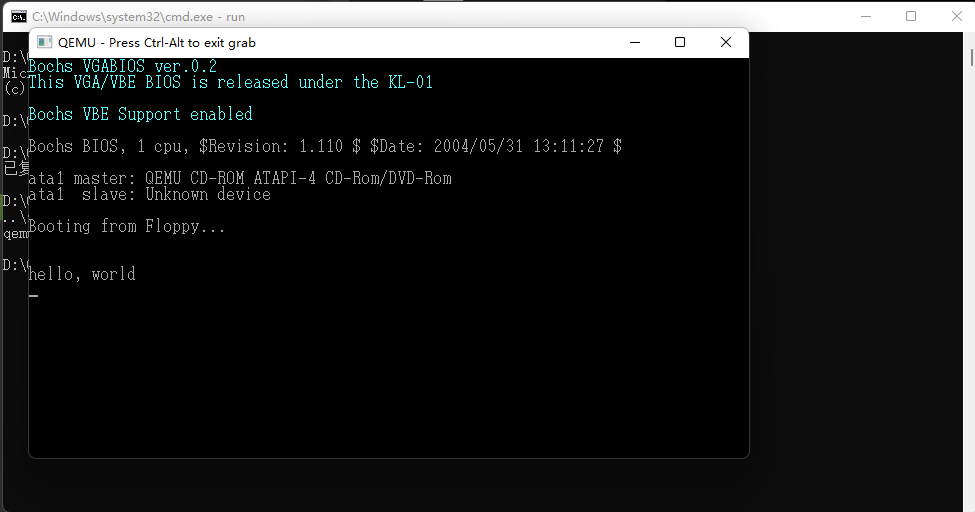 C:\Windows\system32\cmd.exe - run
QEMU - Press Ctrl-Alt to exit grab
D:\
Mic
(c)
D:\
D:\
已
D:\
..\
qem
D:\
Bochs VGABIOS ver.0.2
This VGA/VBE BIOS is released under the KL-01
Bochs VBE Support enabled
Bochs BIOS, 1 cpu, $Revision: 1.110 $ $Date: 2004/05/31 13:11:27 $
ata1 master: QEMU CD-ROM ATAPI-4 CD-Rom/DVD-Rom
ata1  slave: Unknown device
Booting from Floppy...
hello, world